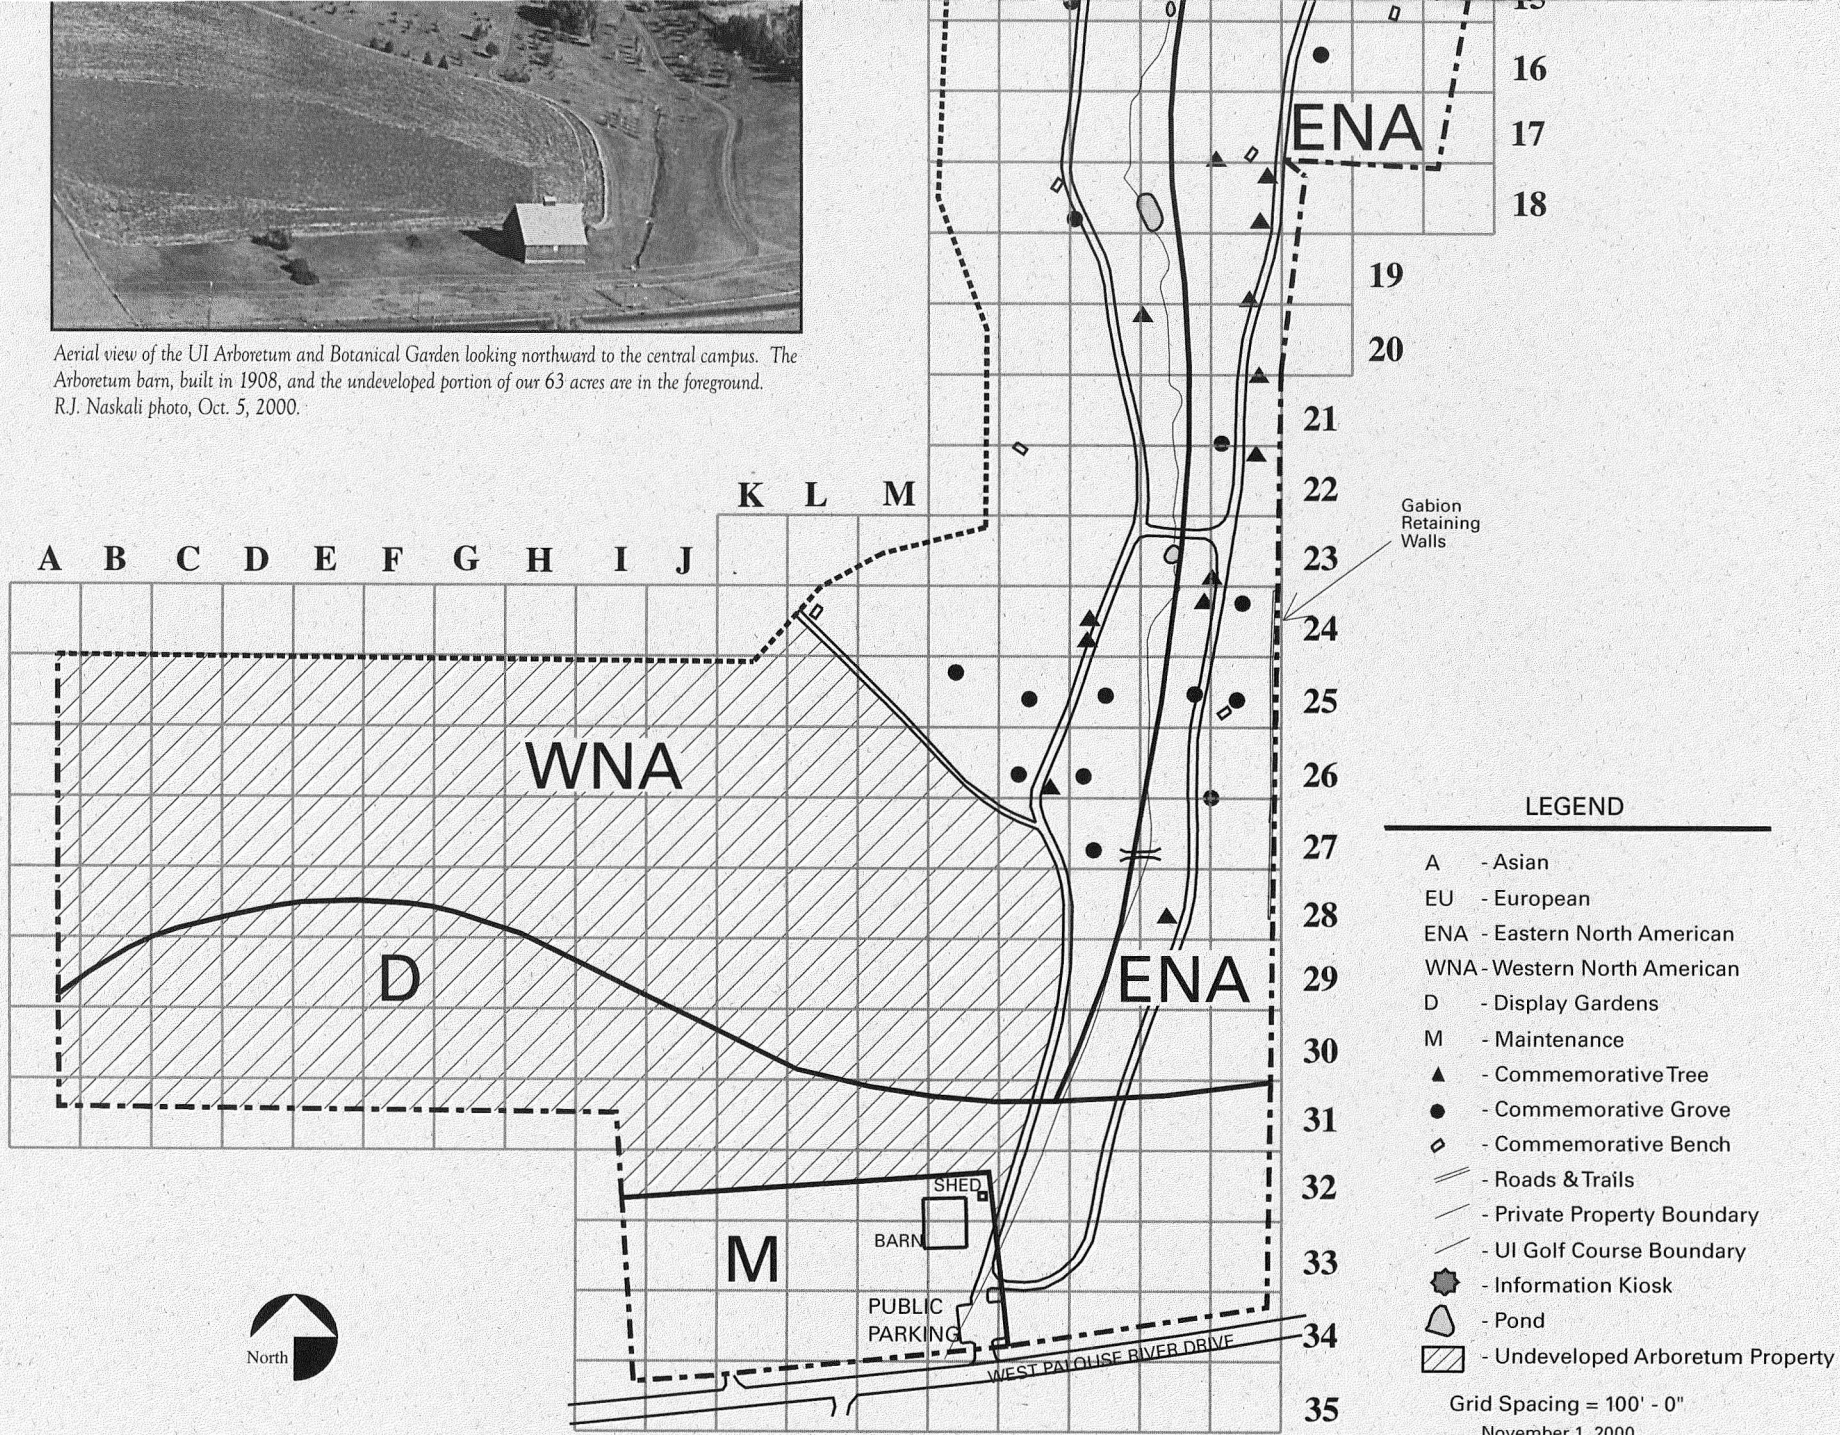 Aerial view of the UI Arboretum and Botanical Garden looking northward to the central campus. The
Arboretum barn, built in 1908, and the undeveloped portion of our 63 acres are in the foreground.
R.J. Naskali photo, Oct. 5, 2000.
15
16
ENA
17
18
19
20
21
22
K L M
Gabion
Retaining
Walls
23
A B C D E F G H I J
24
25
WNA
26
27
28
D
ENA
29
30
31
32
SHED
BARN
M
33
PUBLIC
PARKING
34
WEST PALOUSE RIVER DRIVE
35
North
LEGEND
A - Asian
EU - European
ENA - Eastern North American
WNA - Western North American
D - Display Gardens
M - Maintenance
- Commemorative Tree
- Commemorative Grove
- Commemorative Bench
- Roads & Trails
- Private Property Boundary
- UI Golf Course Boundary
- Information Kiosk
- Pond
- Undeveloped Arboretum Property
Grid Spacing = 100' - 0"
November 1, 2000